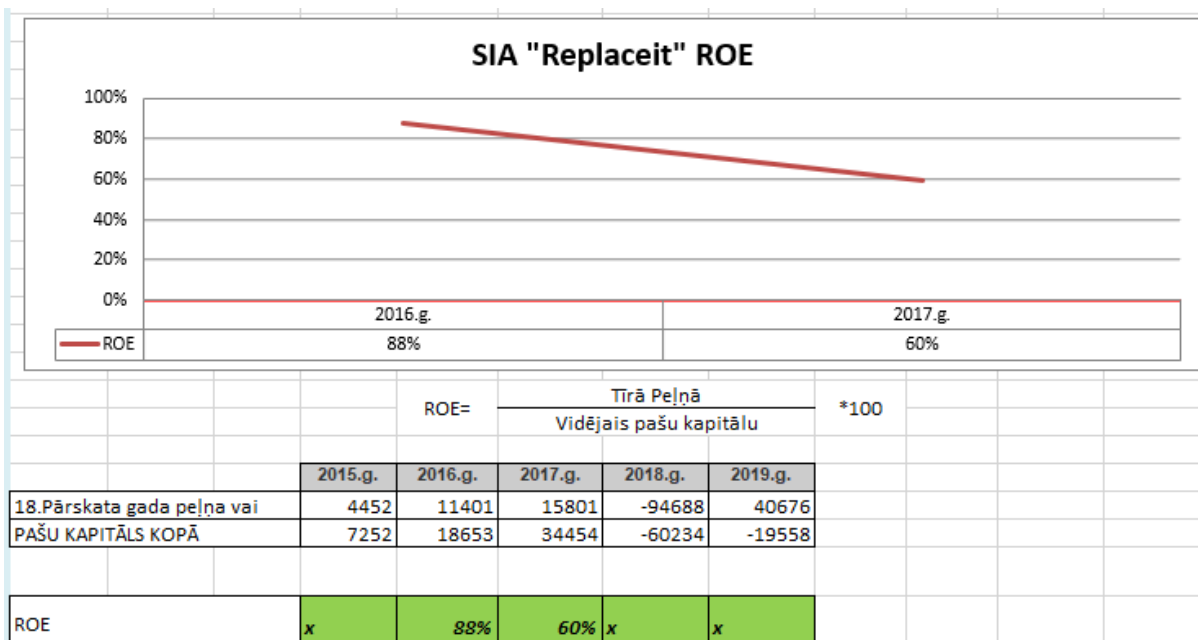 SIA "Replaceit" ROE
100%
80%
60%
40%
20%
0%
2016.g. 2017.g.
ROE 88% 60%
ROE= Tīrā Peļņā *100
Vidējais pašu kapitālu
2015.g. 2016.g. 2017.g. 2018.g. 2019.g.
18.Pārskata gada peļņa vai 4452 11401 15801 -94688 40676
PAŠU KAPITĀLS KOPĀ 7252 18653 34454 -60234 -19558
ROE x 88% 60% x x